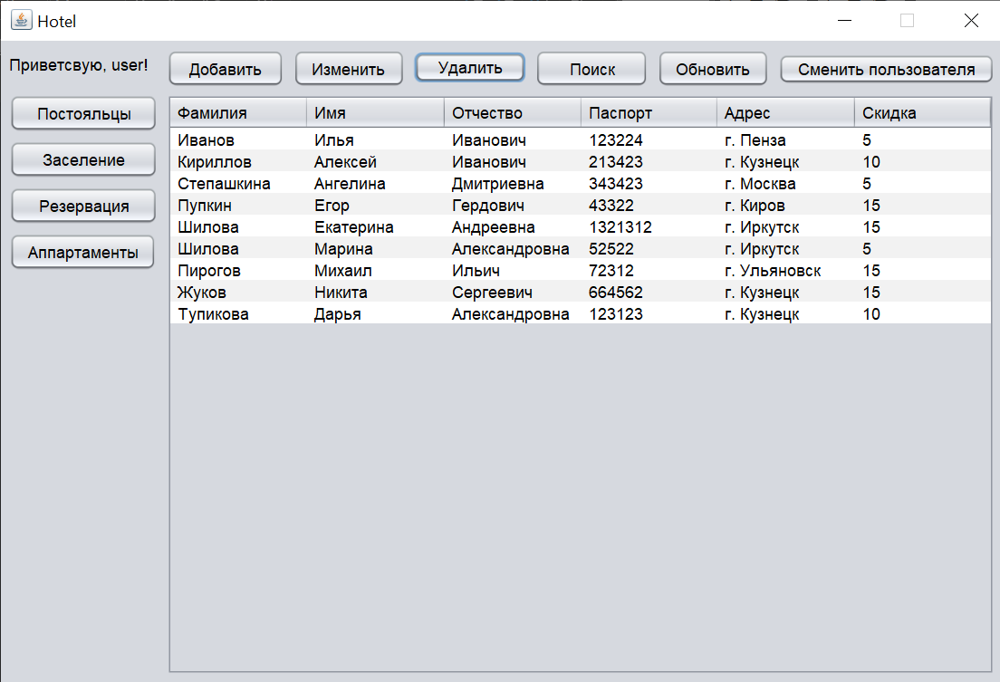 Hotel
Приветсвую, user!
Добавить Изменить Удалить Поиск Обновить Сменить пользователя
Постояльцы
Заселение
Резервация
Аппартаменты
Фамилия Имя Отчество Паспорт Адрес Скидка
Иванов Илья Иванович 123224 г. Пенза 5
Кириллов Алексей Иванович 213423 г. Кузнецк 10
Степашкина Ангелина Дмитриевна 343423 г. Москва 5
Пупкин Егор Гердович 43322 г. Киров 15
Шилова Екатерина Андреевна 1321312 г. Иркутск 15
Шилова Марина Александровна 52522 г. Иркутск 5
Пирогов Михаил Ильич 72312 г. Ульяновск 15
Жуков Никита Сергеевич 664562 г. Кузнецк 15
Тупикова Дарья Александровна 123123 г. Кузнецк 10